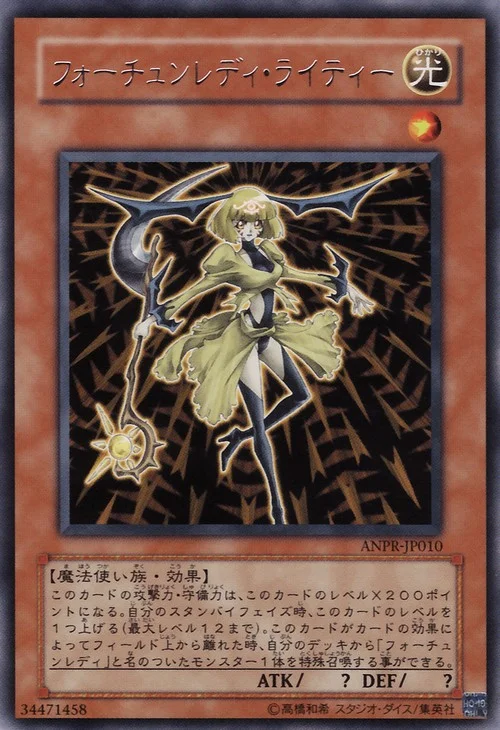 フォーチュンレディ・ライティー
光
ひかり
ANPR-JP010
【魔法使い族・効果】
このカードの攻撃力・守備力は、このカードのレベル×２００ポ
イントになる。自分のスタンバイフェイズ時、このカードのレベルを
１つ上げる（最大レベル１２まで）。このカードがカードの効果に
よってフィールド上から離れた時、自分のデッキから「フォーチュ
ンレディ」と名のついたモンスター１体を特殊召喚する事ができる。
ATK/ ? DEF/ ?
34471458
©高橋和希 スタジオ・ダイス/集英社